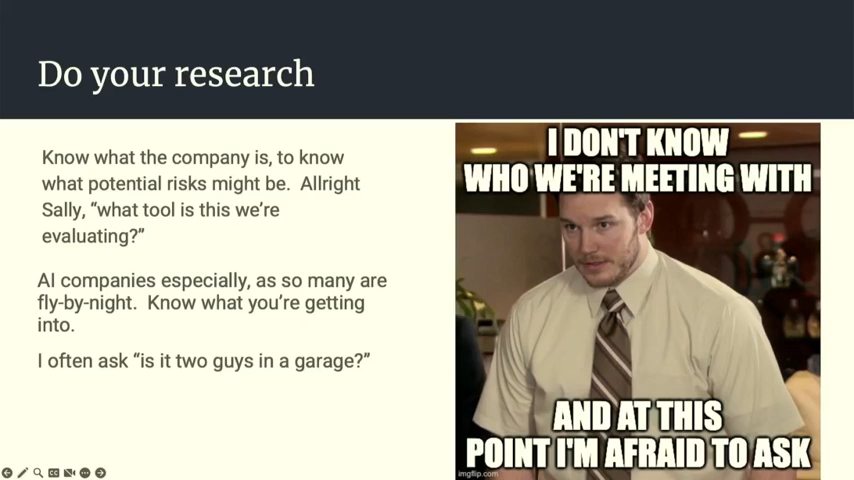 Do your research
Know what the company is, to know
what potential risks might be. Allright
Sally, “what tool is this we’re
evaluating?”
AI companies especially, as so many are
fly-by-night. Know what you’re getting
into.
I often ask “is it two guys in a garage?”
I DON'T KNOW
WHO WE'RE MEETING WITH
AND AT THIS
POINT I'M AFRAID TO ASK
imgflip.com